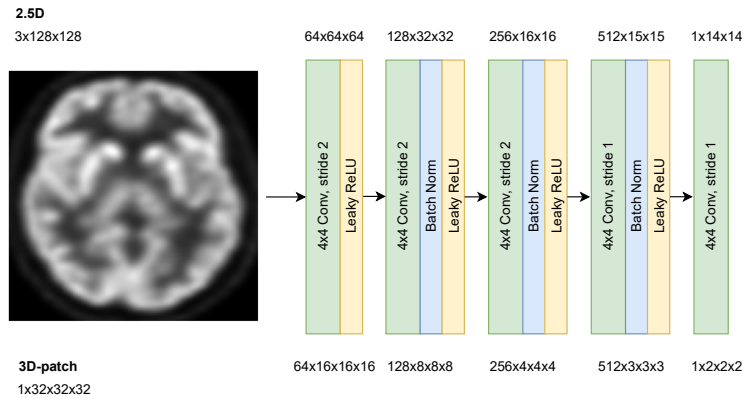 2.5D
3x128x128
64x64x64 128x32x32 256x16x16 512x15x15 1x14x14
4x4 Conv, stride 2
Leaky ReLU
4x4 Conv, stride 2
Batch Norm
Leaky ReLU
4x4 Conv, stride 2
Batch Norm
Leaky ReLU
4x4 Conv, stride 1
Batch Norm
Leaky ReLU
4x4 Conv, stride 1
3D-patch
1x32x32x32
64x16x16x16 128x8x8x8 256x4x4x4 512x3x3x3 1x2x2x2